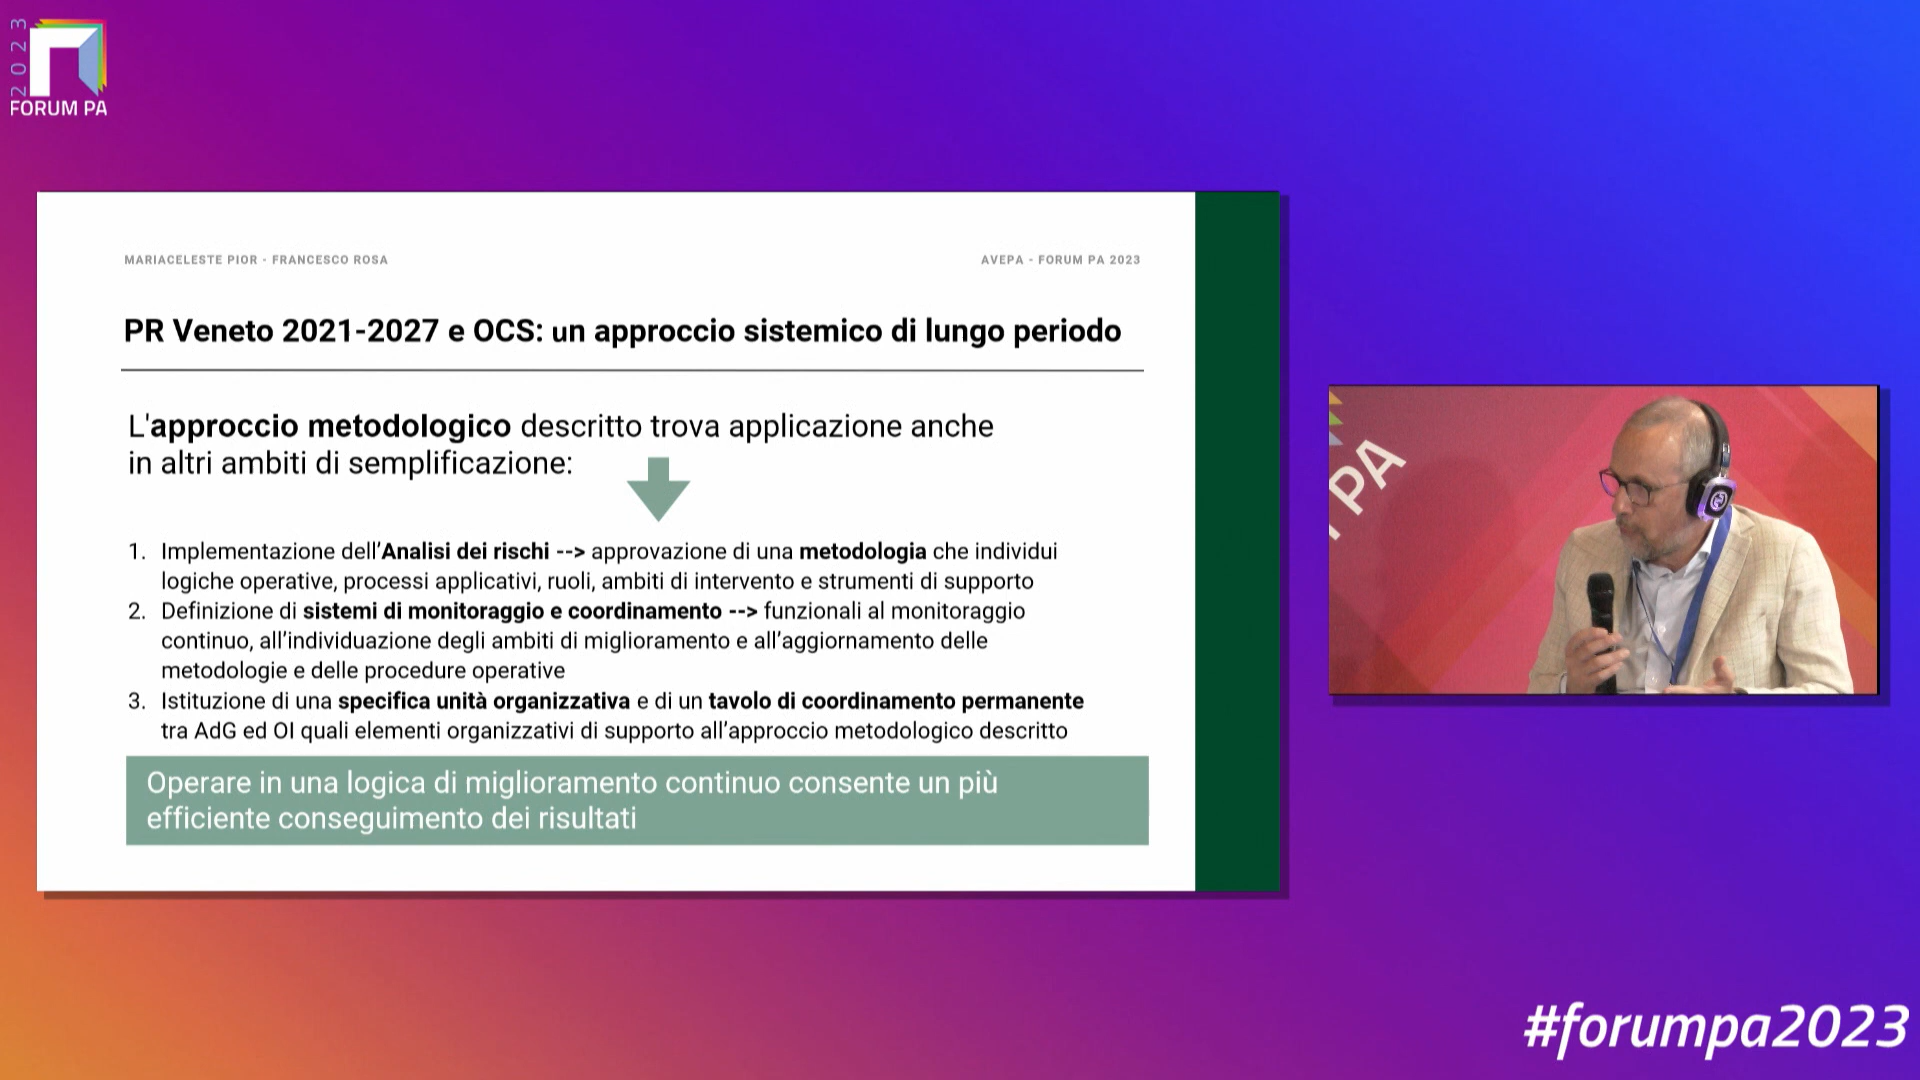 2023
FORUM PA
MARIACELESTE PIOR - FRANCESCO ROSA
AVEPA - FORUM PA 2023
PR Veneto 2021-2027 e OCS: un approccio sistemico di lungo periodo
L'approccio metodologico descritto trova applicazione anche
in altri ambiti di semplificazione:
1. Implementazione dell’Analisi dei rischi --> approvazione di una metodologia che individui
logiche operative, processi applicativi, ruoli, ambiti di intervento e strumenti di supporto
2. Definizione di sistemi di monitoraggio e coordinamento --> funzionali al monitoraggio
continuo, all’individuazione degli ambiti di miglioramento e all’aggiornamento delle
metodologie e delle procedure operative
3. Istituzione di una specifica unità organizzativa e di un tavolo di coordinamento permanente
tra AdG ed OI quali elementi organizzativi di supporto all’approccio metodologico descritto
Operare in una logica di miglioramento continuo consente un più
efficiente conseguimento dei risultati
PA
#forumpa2023